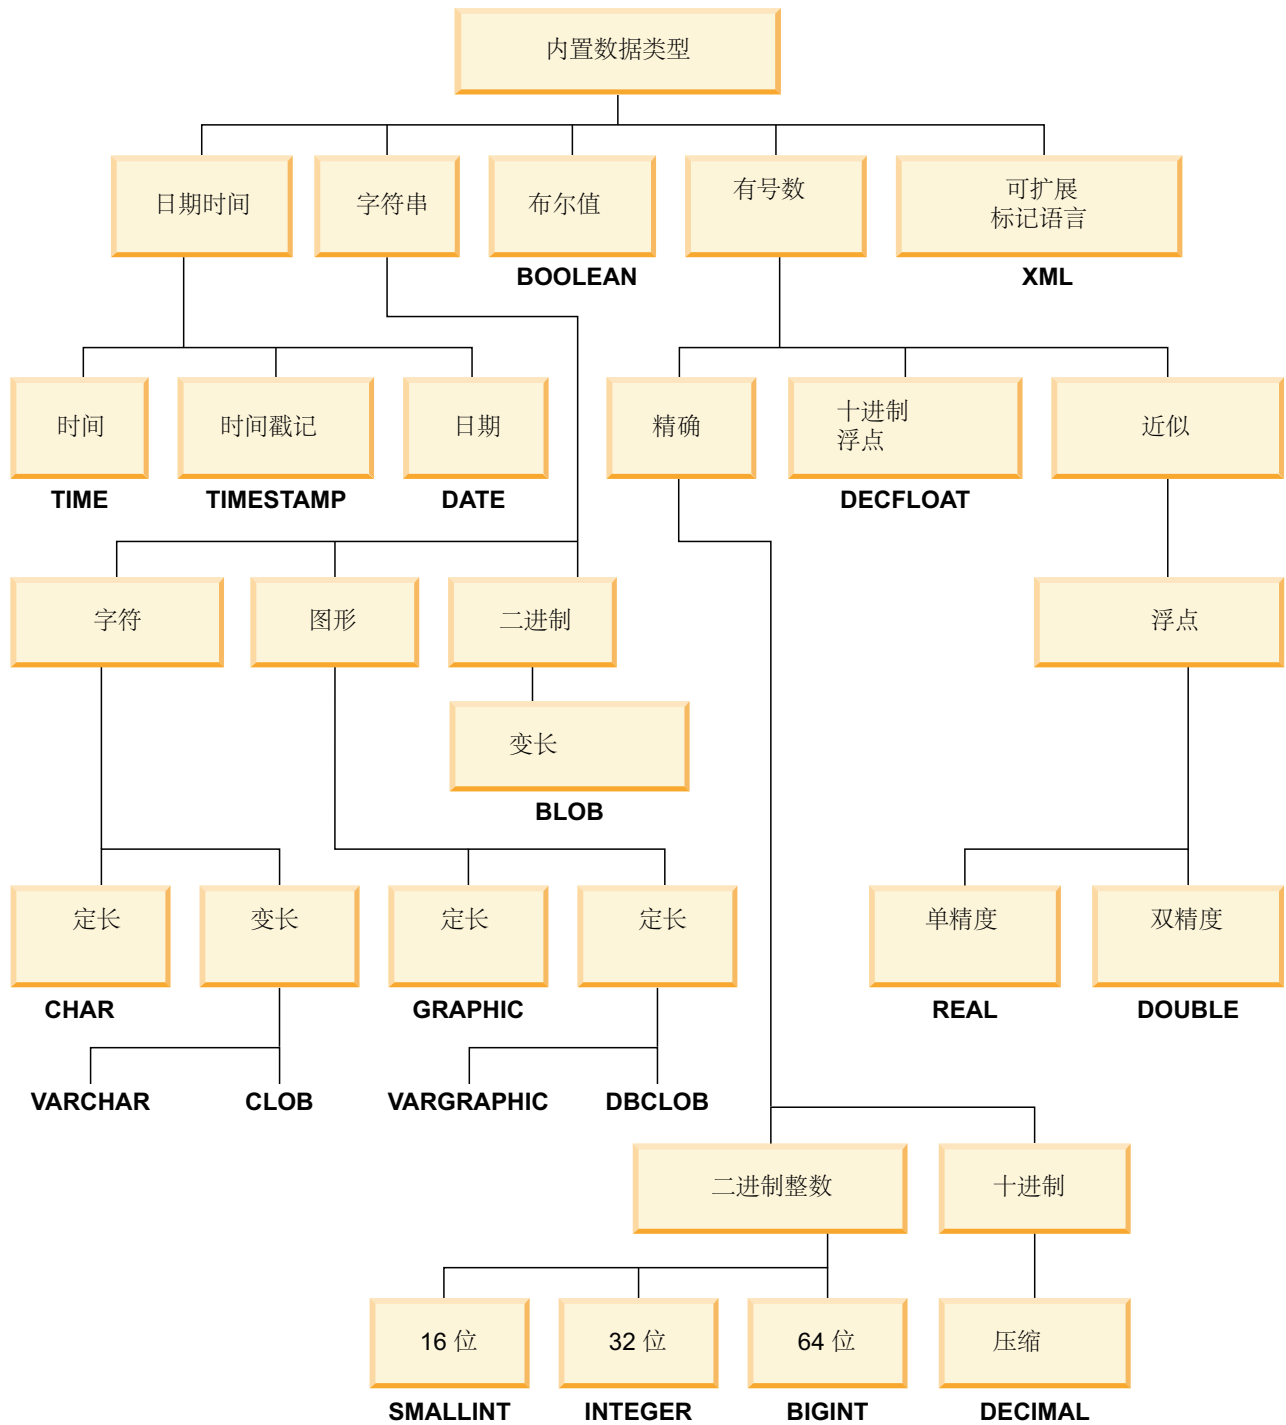 内置数据类型
日期时间
字符串
布尔值
有号数
可扩展
标记语言
BOOLEAN
XML
时间
时间戳记
日期
精确
十进制
浮点
近似
TIME
TIMESTAMP
DATE
DECFLOAT
字符
图形
二进制
浮点
变长
BLOB
定长
变长
定长
定长
单精度
双精度
CHAR
GRAPHIC
REAL
DOUBLE
VARCHAR
CLOB
VARGRAPHIC
DBCLOB
二进制整数
十进制
16 位
32 位
64 位
压缩
SMALLINT
INTEGER
BIGINT
DECIMAL